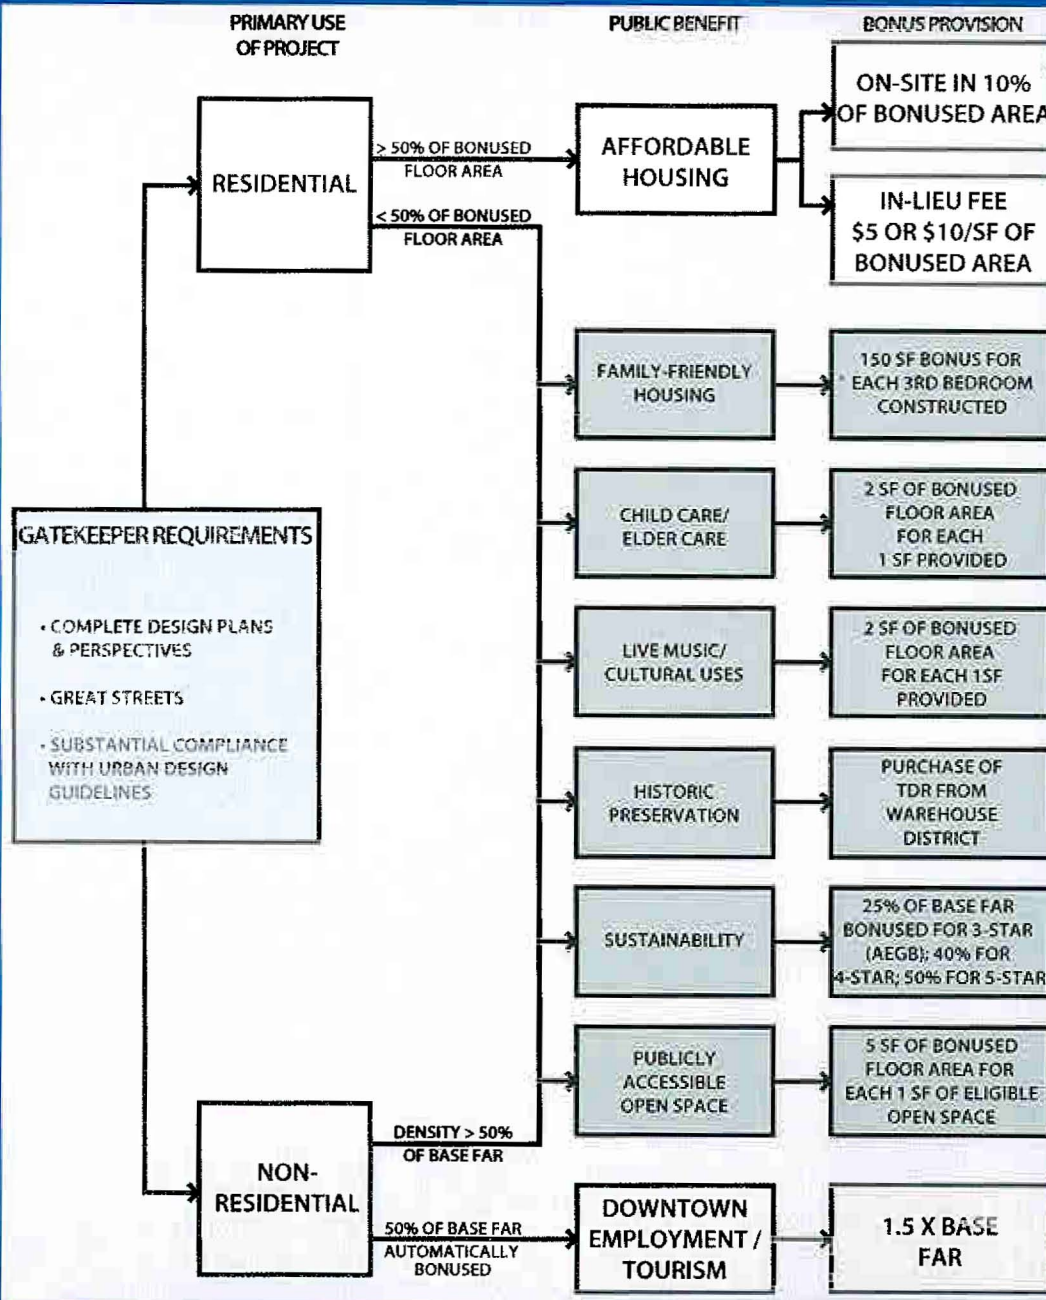 PRIMARY USE
OF PROJECT
PUBLIC BENEFIT
BONUS PROVISION
RESIDENTIAL
> 50% OF BONUSED
FLOOR AREA
< 50% OF BONUSED
FLOOR AREA
AFFORDABLE
HOUSING
ON-SITE IN 10%
OF BONUSED AREA
IN-LIEU FEE
$5 OR $10/SF OF
BONUSED AREA
FAMILY-FRIENDLY
HOUSING
150 SF BONUS FOR
EACH 3RD BEDROOM
CONSTRUCTED
CHILD CARE/
ELDER CARE
2 SF OF BONUSED
FLOOR AREA
FOR EACH
1 SF PROVIDED
GATEKEEPER REQUIREMENTS
• COMPLETE DESIGN PLANS
& PERSPECTIVES
• GREAT STREETS
• SUBSTANTIAL COMPLIANCE
WITH URBAN DESIGN
GUIDELINES
LIVE MUSIC/
CULTURAL USES
2 SF OF BONUSED
FLOOR AREA
FOR EACH 1SF
PROVIDED
HISTORIC
PRESERVATION
PURCHASE OF
TDR FROM
WAREHOUSE
DISTRICT
SUSTAINABILITY
25% OF BASE FAR
BONUSED FOR 3-STAR
(AEGB); 40% FOR
4-STAR; 50% FOR 5-STAR
PUBLICLY
ACCESSIBLE
OPEN SPACE
5 SF OF BONUSED
FLOOR AREA FOR
EACH 1 SF OF ELIGIBLE
OPEN SPACE
NON-
RESIDENTIAL
DENSITY > 50%
OF BASE FAR
50% OF BASE FAR
AUTOMATICALLY
BONUSED
DOWNTOWN
EMPLOYMENT /
TOURISM
1.5 X BASE
FAR